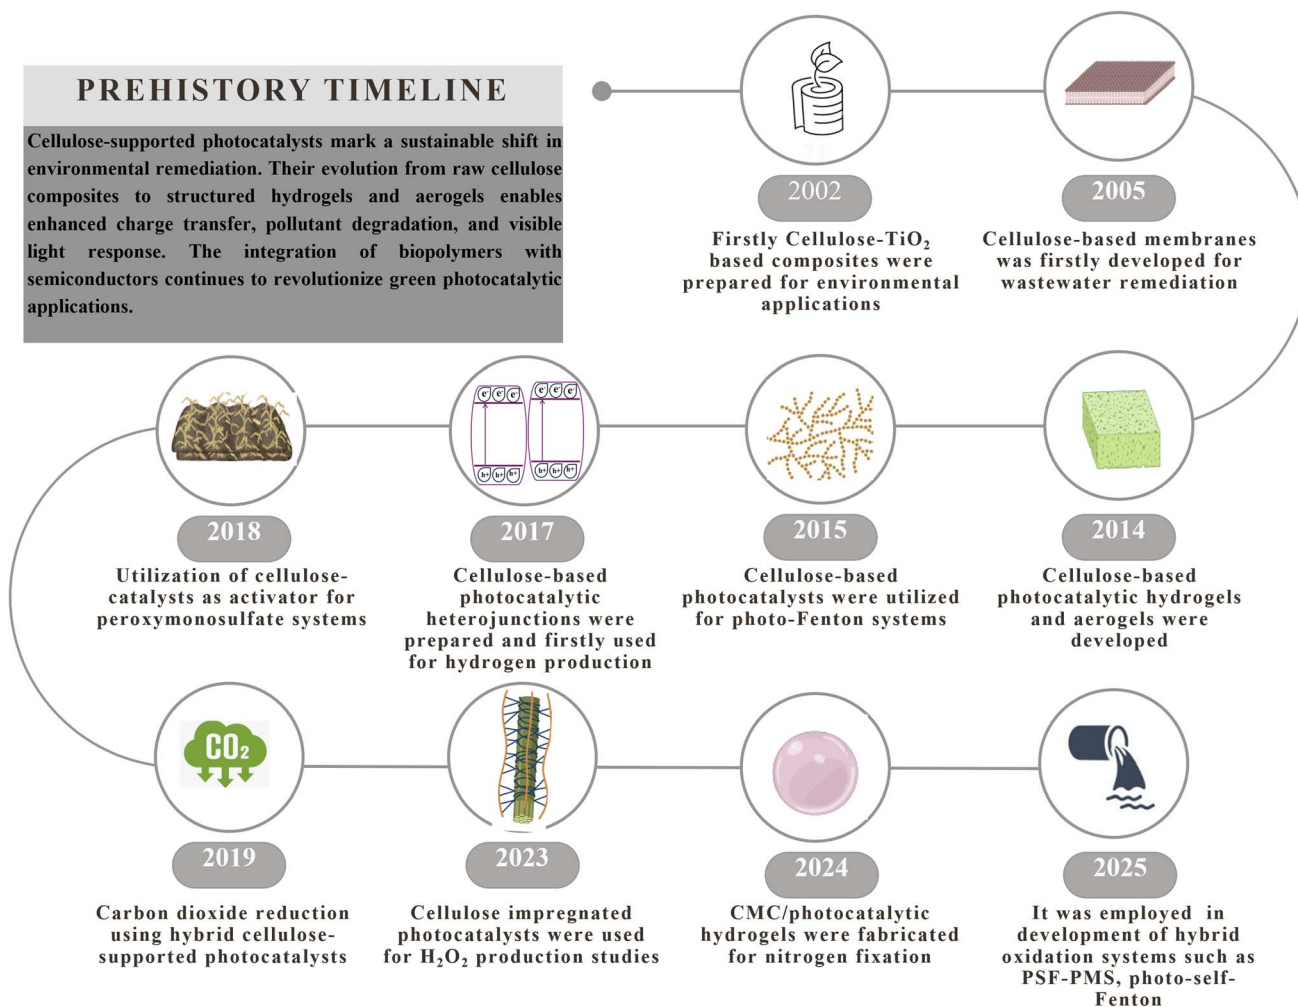 PREHISTORY TIMELINE
Cellulose-supported photocatalysts mark a sustainable shift in
environmental remediation. Their evolution from raw cellulose
composites to structured hydrogels and aerogels enables
enhanced charge transfer, pollutant degradation, and visible
light response. The integration of biopolymers with
semiconductors continues to revolutionize green photocatalytic
applications.
2002
Firstly Cellulose-TiO₂
based composites were
prepared for environmental
applications
2005
Cellulose-based membranes
was firstly developed for
wastewater remediation
2014
Cellulose-based
photocatalytic hydrogels
and aerogels were
developed
2015
Cellulose-based
photocatalysts were utilized
for photo-Fenton systems
e⁻ e⁻ e⁻ e⁻ e⁻ e⁻
h+ h+ h+ h+ h+ h+
2017
Cellulose-based
photocatalytic
heterojunctions were
prepared and firstly used
for hydrogen production
2018
Utilization of cellulose-
catalysts as activator for
peroxymonosulfate systems
CO₂
2019
Carbon dioxide reduction
using hybrid cellulose-
supported photocatalysts
2023
Cellulose impregnated
photocatalysts were used
for H₂O₂ production studies
2024
CMC/photocatalytic
hydrogels were fabricated
for nitrogen fixation
2025
It was employed in
development of hybrid
oxidation systems such as
PSF-PMS, photo-self-
Fenton